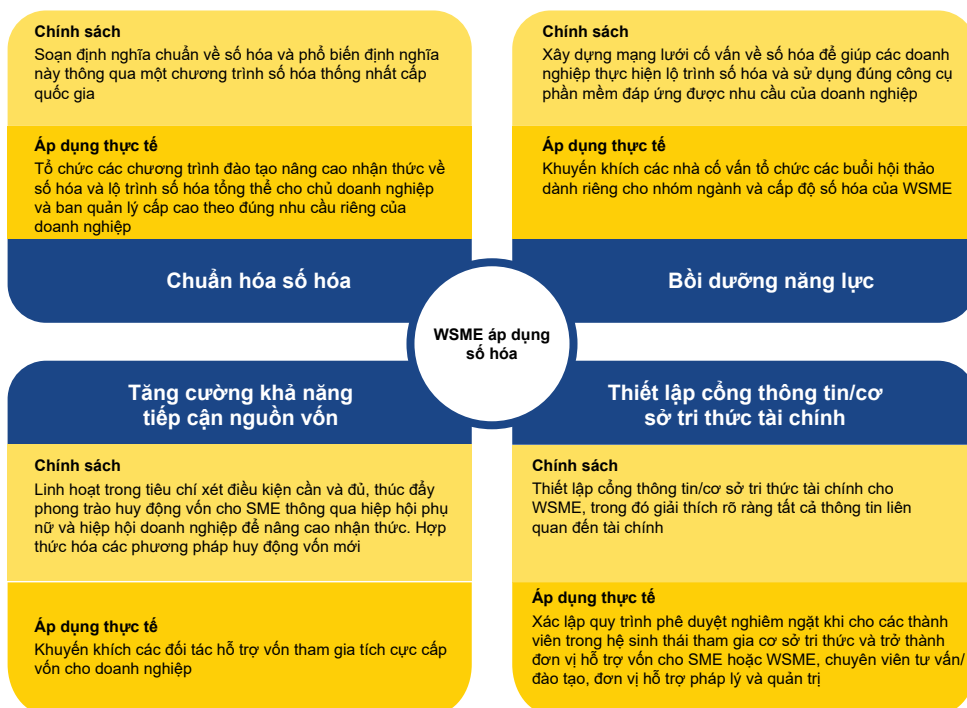 Chính sách
Soạn định nghĩa chuẩn về số hóa và phổ biến định nghĩa
này thông qua một chương trình số hóa thống nhất cấp
quốc gia
Áp dụng thực tế
Tổ chức các chương trình đào tạo nâng cao nhận thức về
số hóa và lộ trình số hóa tổng thể cho chủ doanh nghiệp
và ban quản lý cấp cao theo đúng nhu cầu riêng của
doanh nghiệp
Chuẩn hóa số hóa
Chính sách
Xây dựng mạng lưới cố vấn về số hóa để giúp các doanh
nghiệp thực hiện lộ trình số hóa và sử dụng đúng công cụ
phần mềm đáp ứng được nhu cầu của doanh nghiệp
Áp dụng thực tế
Khuyến khích các nhà cố vấn tổ chức các buổi hội thảo
dành riêng cho nhóm ngành và cấp độ số hóa của WSME
Bồi dưỡng năng lực
WSME áp dụng
số hóa
Tăng cường khả năng
tiếp cận nguồn vốn
Chính sách
Linh hoạt trong tiêu chí xét điều kiện cần và đủ, thúc đẩy
phong trào huy động vốn cho SME thông qua hiệp hội phụ
nữ và hiệp hội doanh nghiệp để nâng cao nhận thức. Hợp
thức hóa các phương pháp huy động vốn mới
Áp dụng thực tế
Khuyến khích các đối tác hỗ trợ vốn tham gia tích cực cấp
vốn cho doanh nghiệp
Thiết lập cổng thông tin/cơ
sở tri thức tài chính
Chính sách
Thiết lập cổng thông tin/cơ sở tri thức tài chính cho
WSME, trong đó giải thích rõ ràng tất cả thông tin liên
quan đến tài chính
Áp dụng thực tế
Xác lập quy trình phê duyệt nghiêm ngặt khi cho các thành
viên trong hệ sinh thái tham gia cơ sở tri thức và trở thành
đơn vị hỗ trợ vốn cho SME hoặc WSME, chuyên viên tư vấn/
đào tạo, đơn vị hỗ trợ pháp lý và quản trị